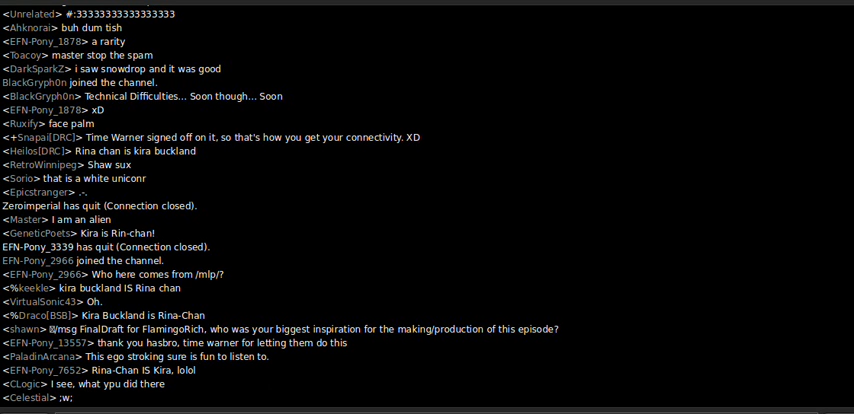 <Unrelated> #:33333333333333333
<Ahknorai> buh dum tish
<EFN-Pony_1878> a rarity
<Toacoy> master stop the spam
<DarkSparkZ> i saw snowdrop and it was good
BlackGryph0n joined the channel.
<BlackGryph0n> Technical Difficulties... Soon though... Soon
<EFN-Pony_1878> xD
<Ruxify> face palm
<+Snapai[DRC]> Time Warner signed off on it, so that's how you get your connectivity. XD
<Heilos[DRC]> Rina chan is kira buckland
<RetroWinnipeg> Shaw sux
<Sorio> that is a white uniconr
<Epicstranger> .-.
Zeroimperial has quit (Connection closed).
<Master> I am an alien
<GeneticPoets> Kira is Rin-chan!
EFN-Pony_3339 has quit (Connection closed).
EFN-Pony_2966 joined the channel.
<EFN-Pony_2966> Who here comes from /mlp/?
<%keekle> kira buckland IS Rina chan
<VirtualSonic43> Oh.
<%Draco[BSB]> Kira Buckland is Rina-Chan
<shawn> /msg FinalDraft for FlamingoRich, who was your biggest inspiration for the making/production of this episode?
<EFN-Pony_13557> thank you hasbro, time warner for letting them do this
<PaladinArcana> This ego stroking sure is fun to listen to.
<EFN-Pony_7652> Rina-Chan IS Kira, lolol
<CLogic> I see, what ypu did there
<Celestial> ;w;